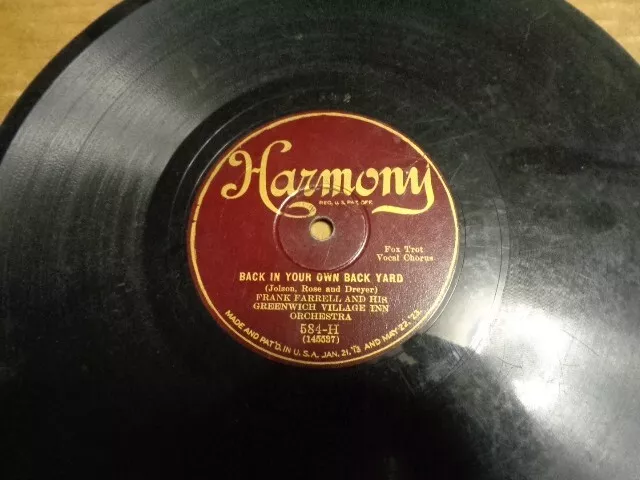 Harmony
REG. U.S. PAT. OFF.
Fox Trot
Vocal Chorus
BACK IN YOUR OWN BACK YARD
(Jolson, Rose and Dreyer)
FRANK FARRELL AND HIS
GREENWICH VILLAGE INN
ORCHESTRA
584-H
(145537)
MADE AND PAT'D. IN U.S.A. JAN. 21, '13 AND MAY 22, '23.